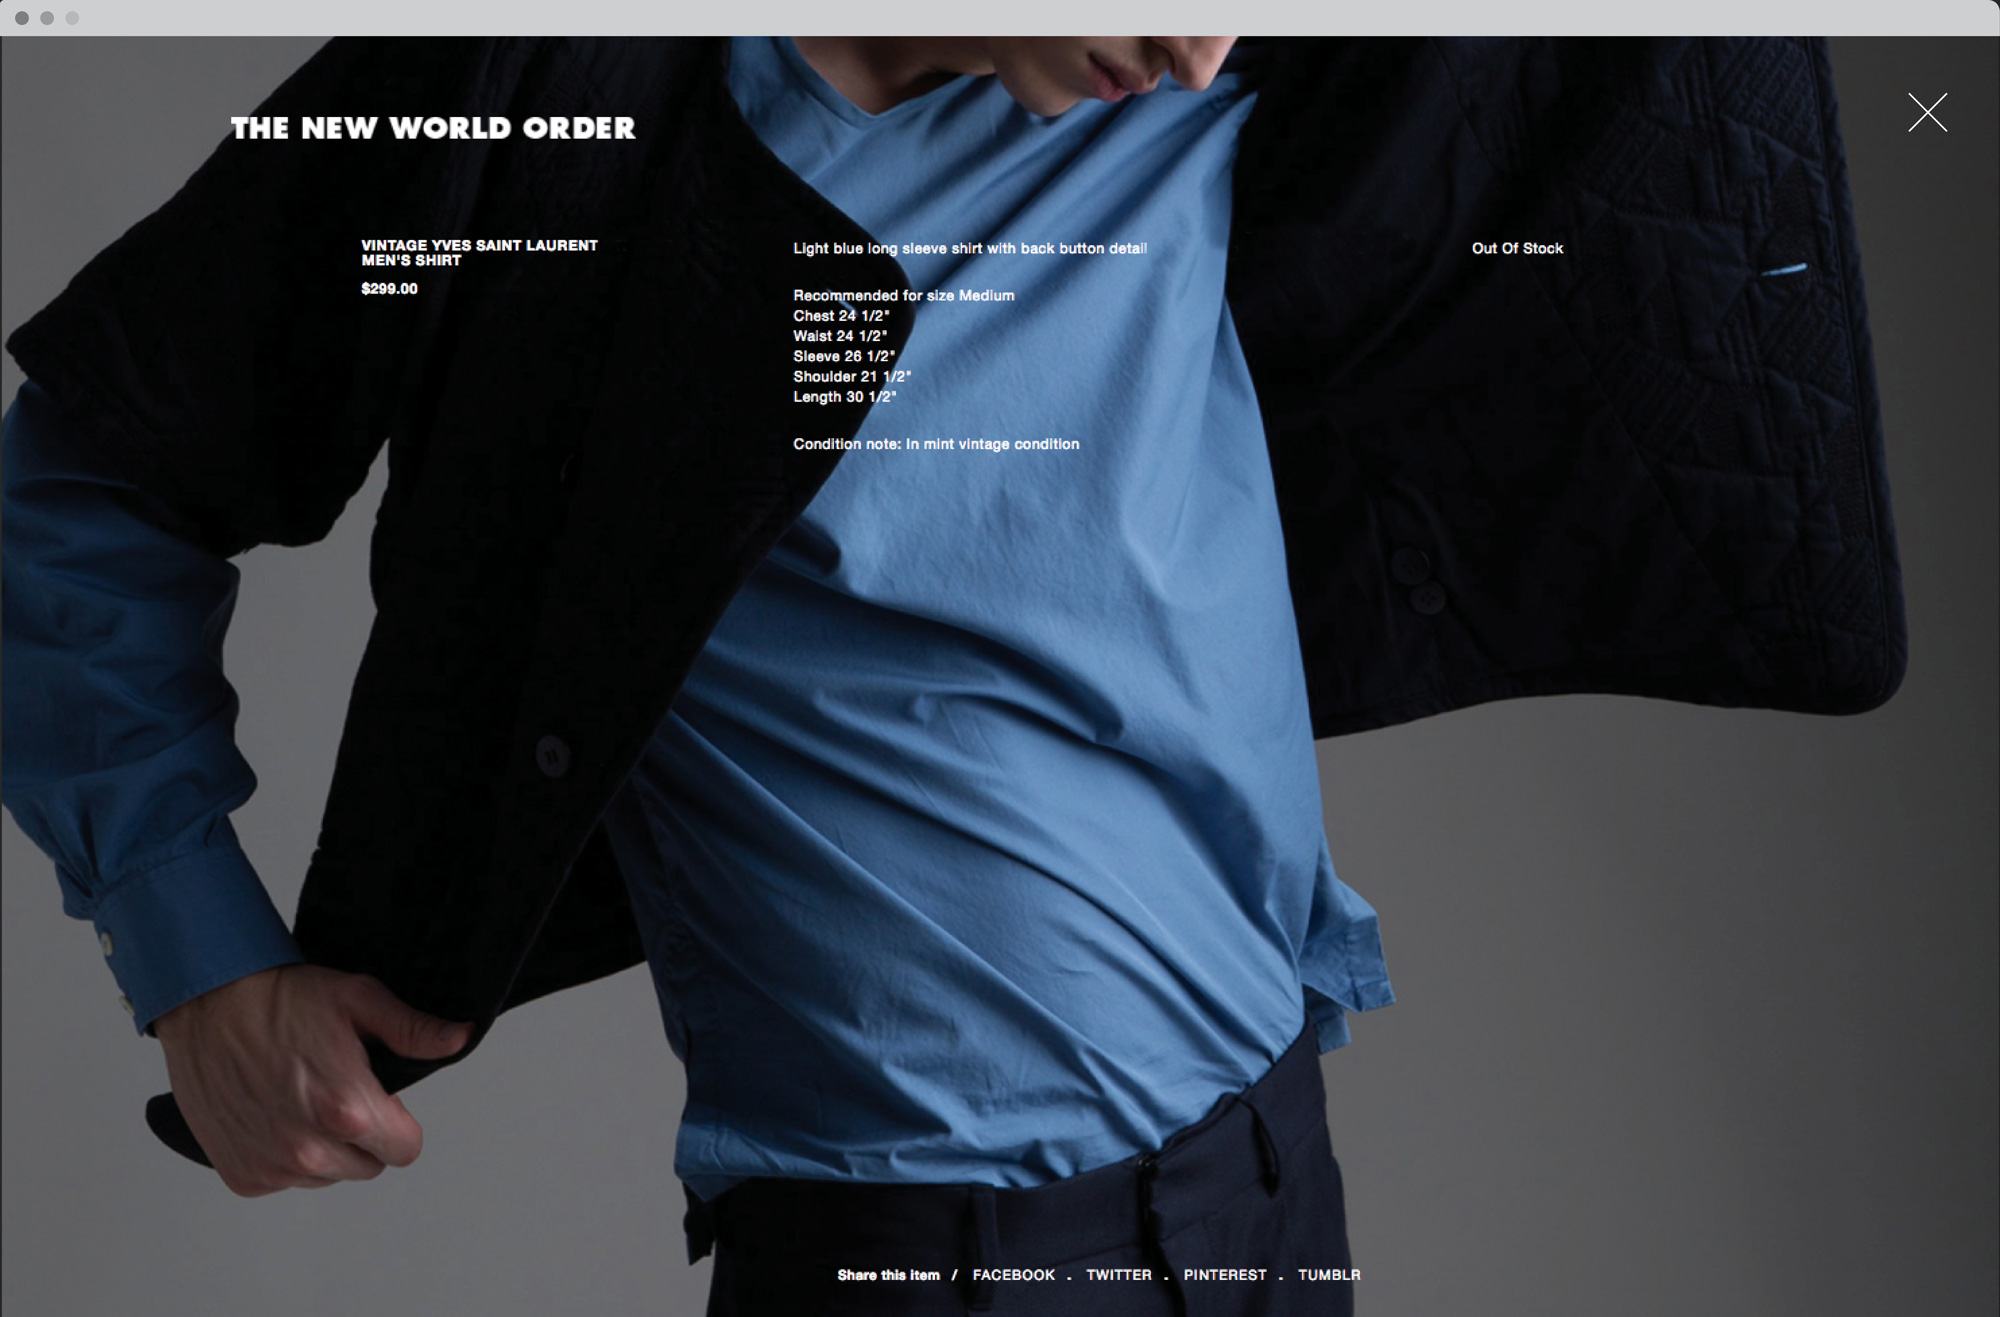 THE NEW WORLD ORDER
VINTAGE YVES SAINT LAURENT
MEN'S SHIRT
$299.00
Light blue long sleeve shirt with back button detail
Recommended for size Medium
Chest 24 1/2"
Waist 24 1/2"
Sleeve 26 1/2"
Shoulder 21 1/2"
Length 30 1/2"
Condition note: In mint vintage condition
Out Of Stock
Share this item / FACEBOOK . TWITTER . PINTEREST . TUMBLR